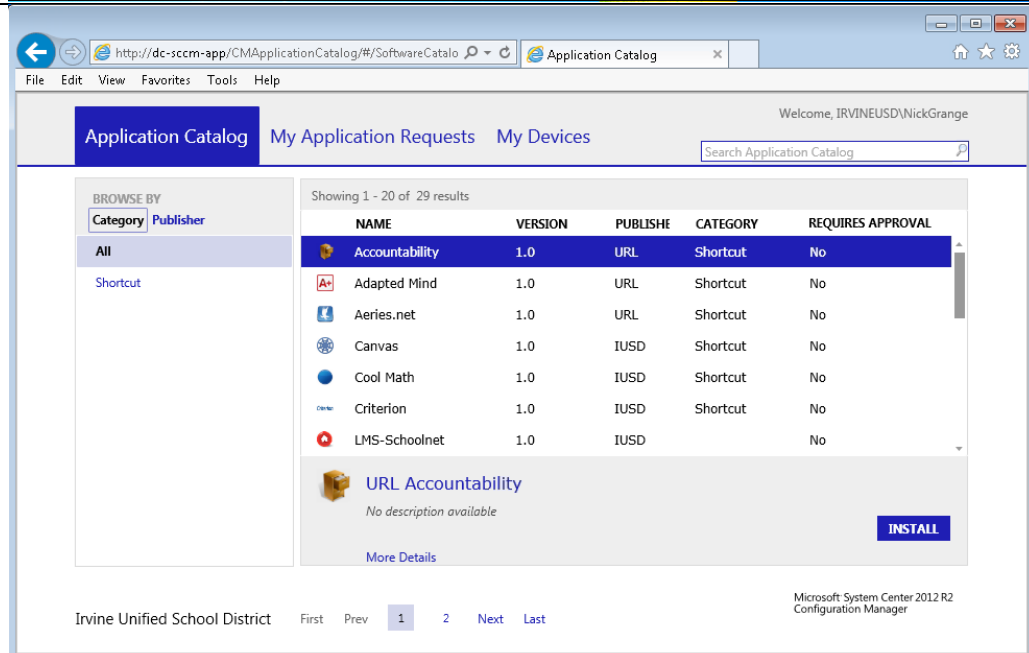 http://dc-sccm-app/CMApplicationCatalog/#/SoftwareCatalo
Application Catalog
File Edit View Favorites Tools Help
Welcome, IRVINEUSD\NickGrange
Application Catalog My Application Requests My Devices
Search Application Catalog
BROWSE BY
Category Publisher
All
Shortcut
Showing 1 - 20 of 29 results
NAME VERSION PUBLISHE CATEGORY REQUIRES APPROVAL
Accountability 1.0 URL Shortcut No
A+ Adapted Mind 1.0 URL Shortcut No
Aeries.net 1.0 URL Shortcut No
Canvas 1.0 IUSD Shortcut No
Cool Math 1.0 IUSD Shortcut No
Criterion 1.0 IUSD Shortcut No
LMS-Schoolnet 1.0 IUSD No
URL Accountability
No description available
INSTALL
More Details
Irvine Unified School District First Prev 1 2 Next Last
Microsoft System Center 2012 R2
Configuration Manager